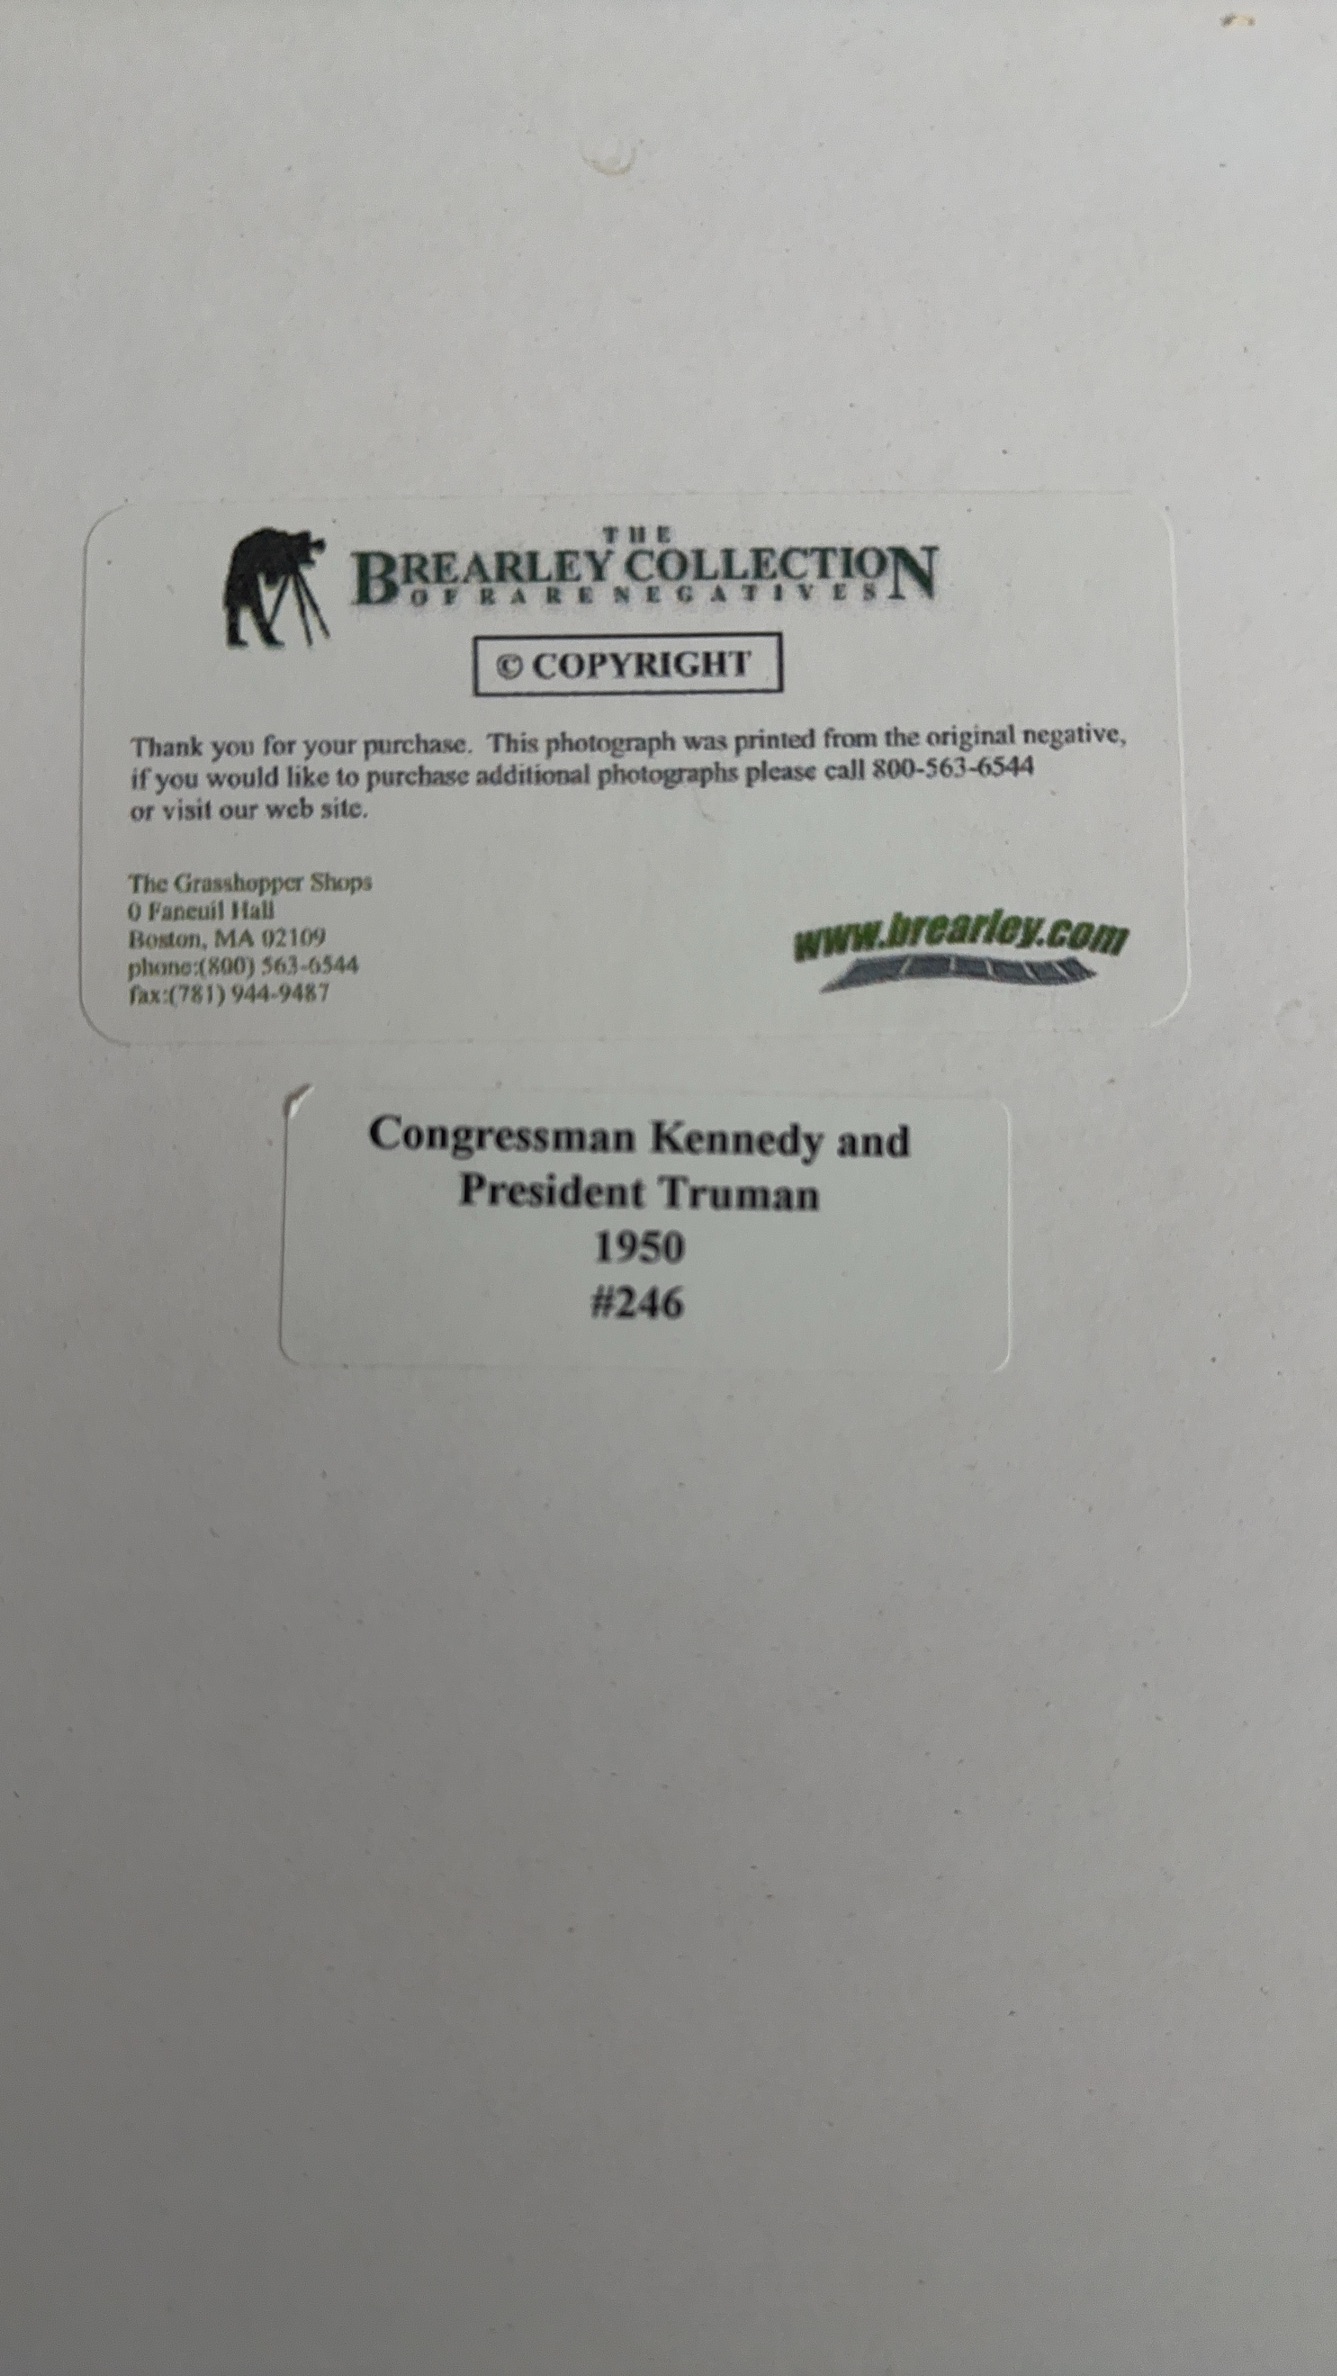 THE
BREARLEY COLLECTION
OF RARE NEGATIVES
© COPYRIGHT
Thank you for your purchase. This photograph was printed from the original negative,
if you would like to purchase additional photographs please call 800-563-6544
or visit our web site.
The Grasshopper Shops
0 Faneuil Hall
Boston, MA 02109
phone:(800) 563-6544
fax:(781) 944-9487
www.brearley.com
Congressman Kennedy and
President Truman
1950
#246